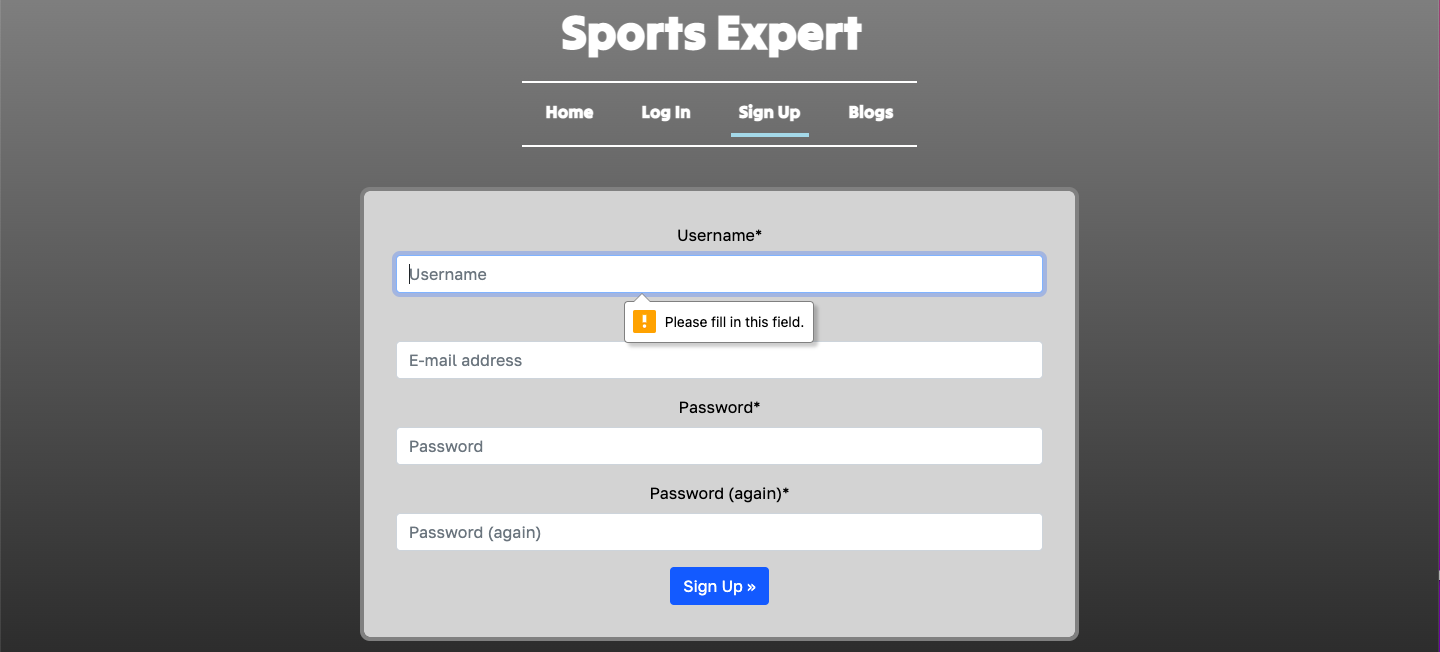 Sports Expert
Home Log In Sign Up Blogs
Username*
Username
Please fill in this field.
E-mail address
Password*
Password
Password (again)*
Password (again)
Sign Up »